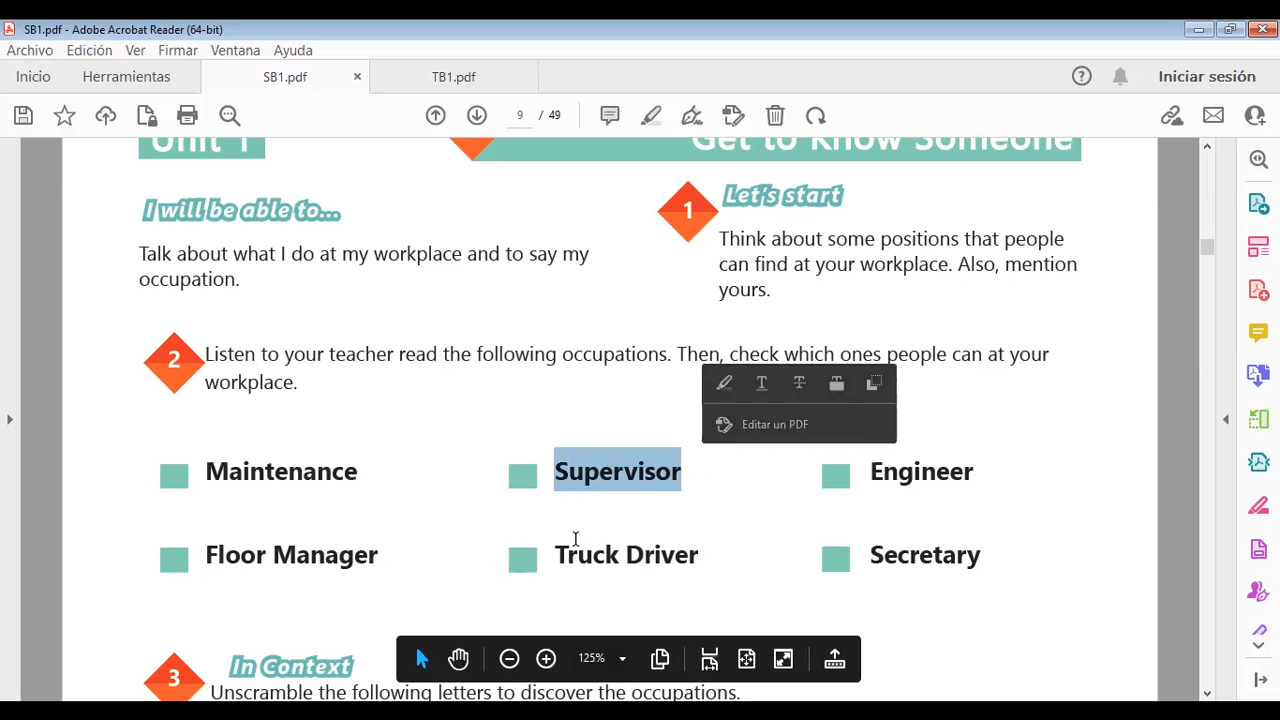 SB1.pdf - Adobe Acrobat Reader (64-bit)
Archivo Edición Ver Firmar Ventana Ayuda
Inicio Herramientas SB1.pdf × TB1.pdf Iniciar sesión
9 / 49
Unit 1 Get to Know Someone
I will be able to...
Talk about what I do at my workplace and to say my
occupation.
1 Let's start
Think about some positions that people
can find at your workplace. Also, mention
yours.
2 Listen to your teacher read the following occupations. Then, check which ones people can at your
workplace.
Editar un PDF
Maintenance Supervisor Engineer
Floor Manager Truck Driver Secretary
125%
3 In Context
Unscramble the following letters to discover the occupations.